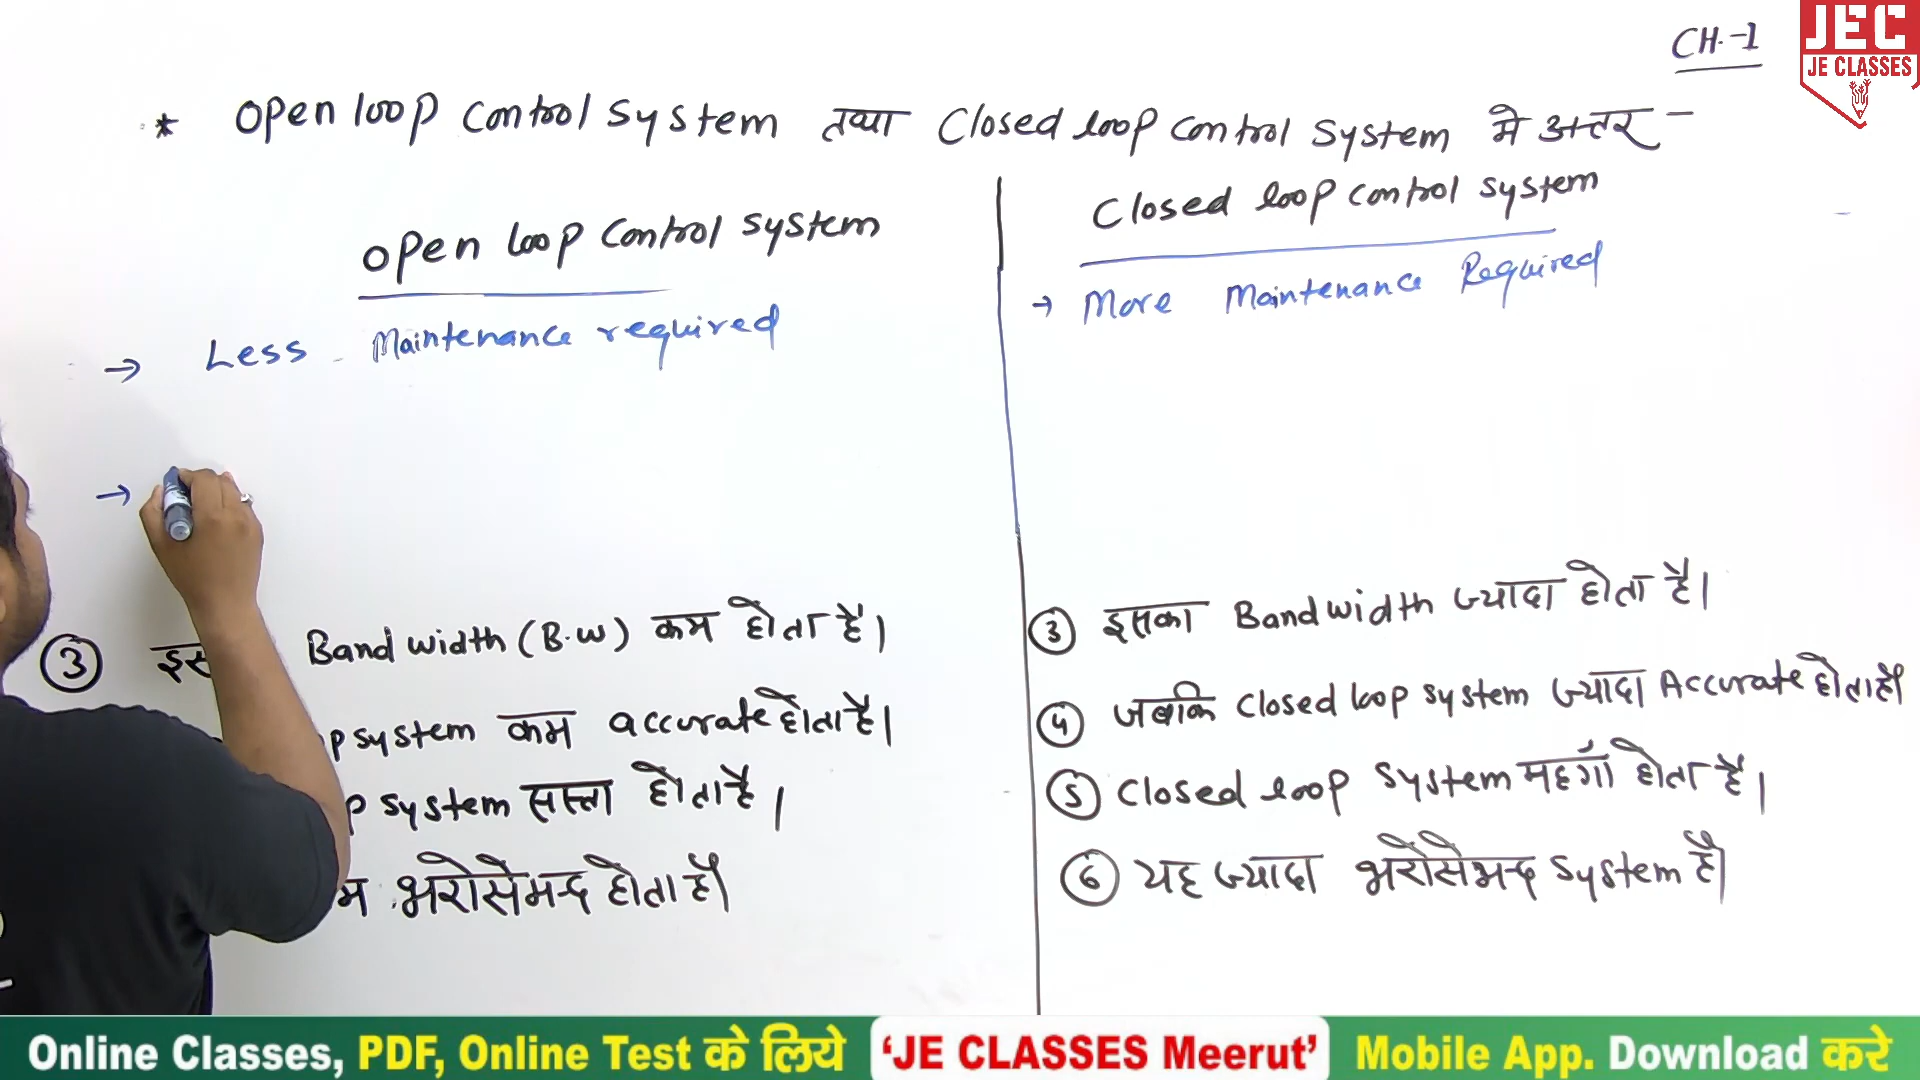 CH.-1
JEC
JE CLASSES
* Open loop control system तथा Closed loop control system मे अन्तर -
open loop control system
→ Less Maintenance required
→
③ Band width (B.W) कम होता है।
system कम accurate होता है।
system सस्ता होता है।
भरोसेमन्द होता है।
Closed loop control system
→ More Maintenance Required
③ इसका Bandwidth ज्यादा होता है।
④ जबकि Closed loop system ज्यादा Accurate होता है।
⑤ Closed loop system महगाँ होता है।
⑥ यह ज्यादा भरोसेमन्द system है।
Online Classes, PDF, Online Test के लिये 'JE CLASSES Meerut' Mobile App. Download करे